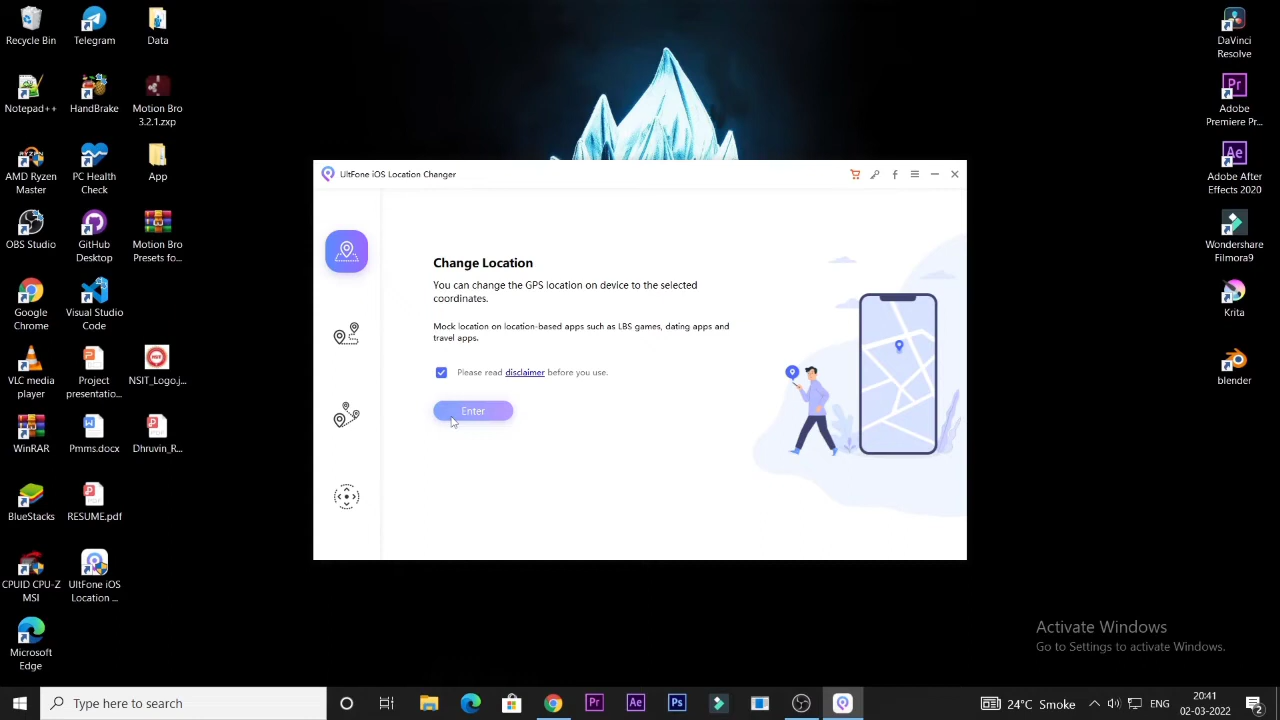 Recycle Bin
Telegram
Data
Notepad++
HandBrake
Motion Bro
3.2.1.zxp
AMD Ryzen
Master
PC Health
Check
App
OBS Studio
GitHub
Desktop
Motion Bro
Presets fo...
Google
Chrome
Visual Studio
Code
VLC media
player
Project
presentatio...
NSIT_Logo.j...
WinRAR
Pmms.docx
Dhruvin_R...
BlueStacks
RESUME.pdf
CPUID CPU-Z
MSI
UltFone iOS
Location ...
Microsoft
Edge
UltFone iOS Location Changer
Change Location
You can change the GPS location on device to the selected
coordinates.
Mock location on location-based apps such as LBS games, dating apps and
travel apps.
Please read disclaimer before you use.
Enter
DaVinci
Resolve
Adobe
Premiere Pr...
Adobe After
Effects 2020
Wondershare
Filmora9
Krita
blender
Activate Windows
Go to Settings to activate Windows.
Type here to search
24°C Smoke
ENG
20:41
02-03-2022
2